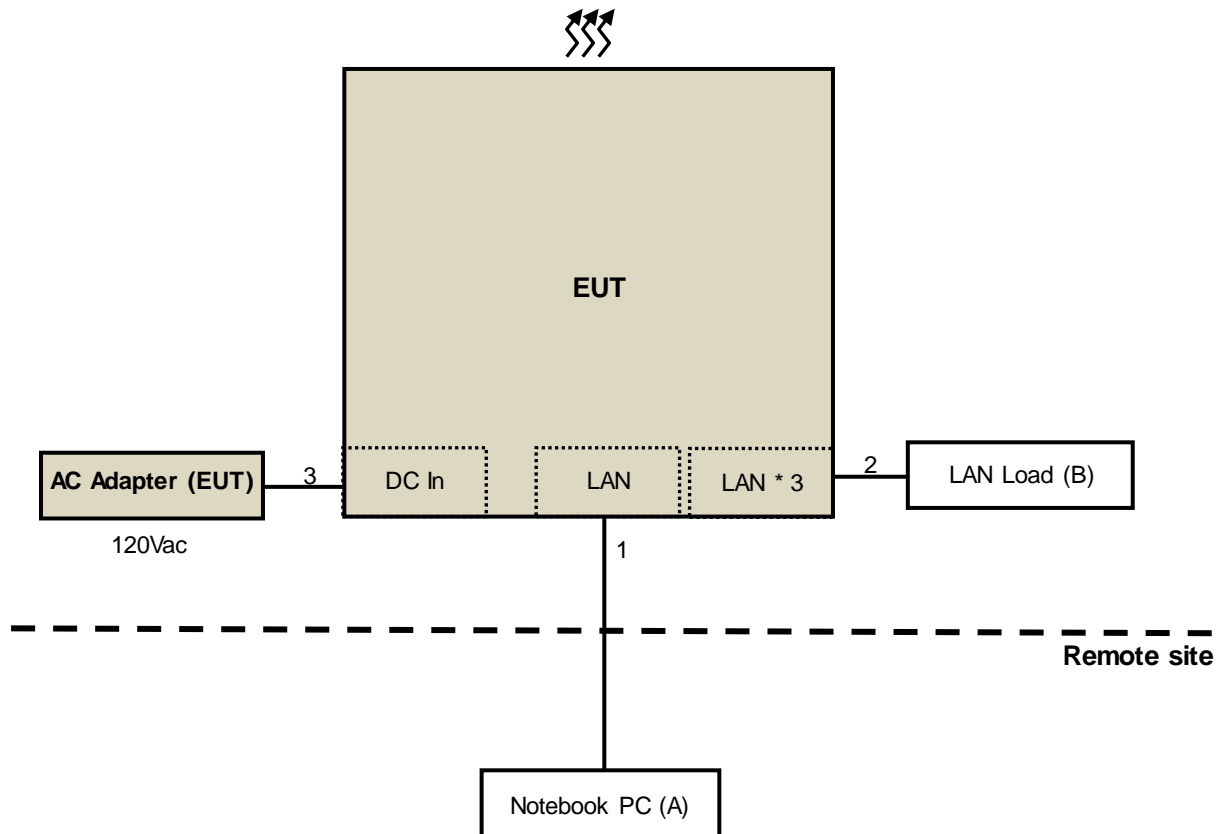 EUT
AC Adapter (EUT)
3
DC In
LAN
LAN * 3
2
LAN Load (B)
120Vac
1
Remote site
Notebook PC (A)